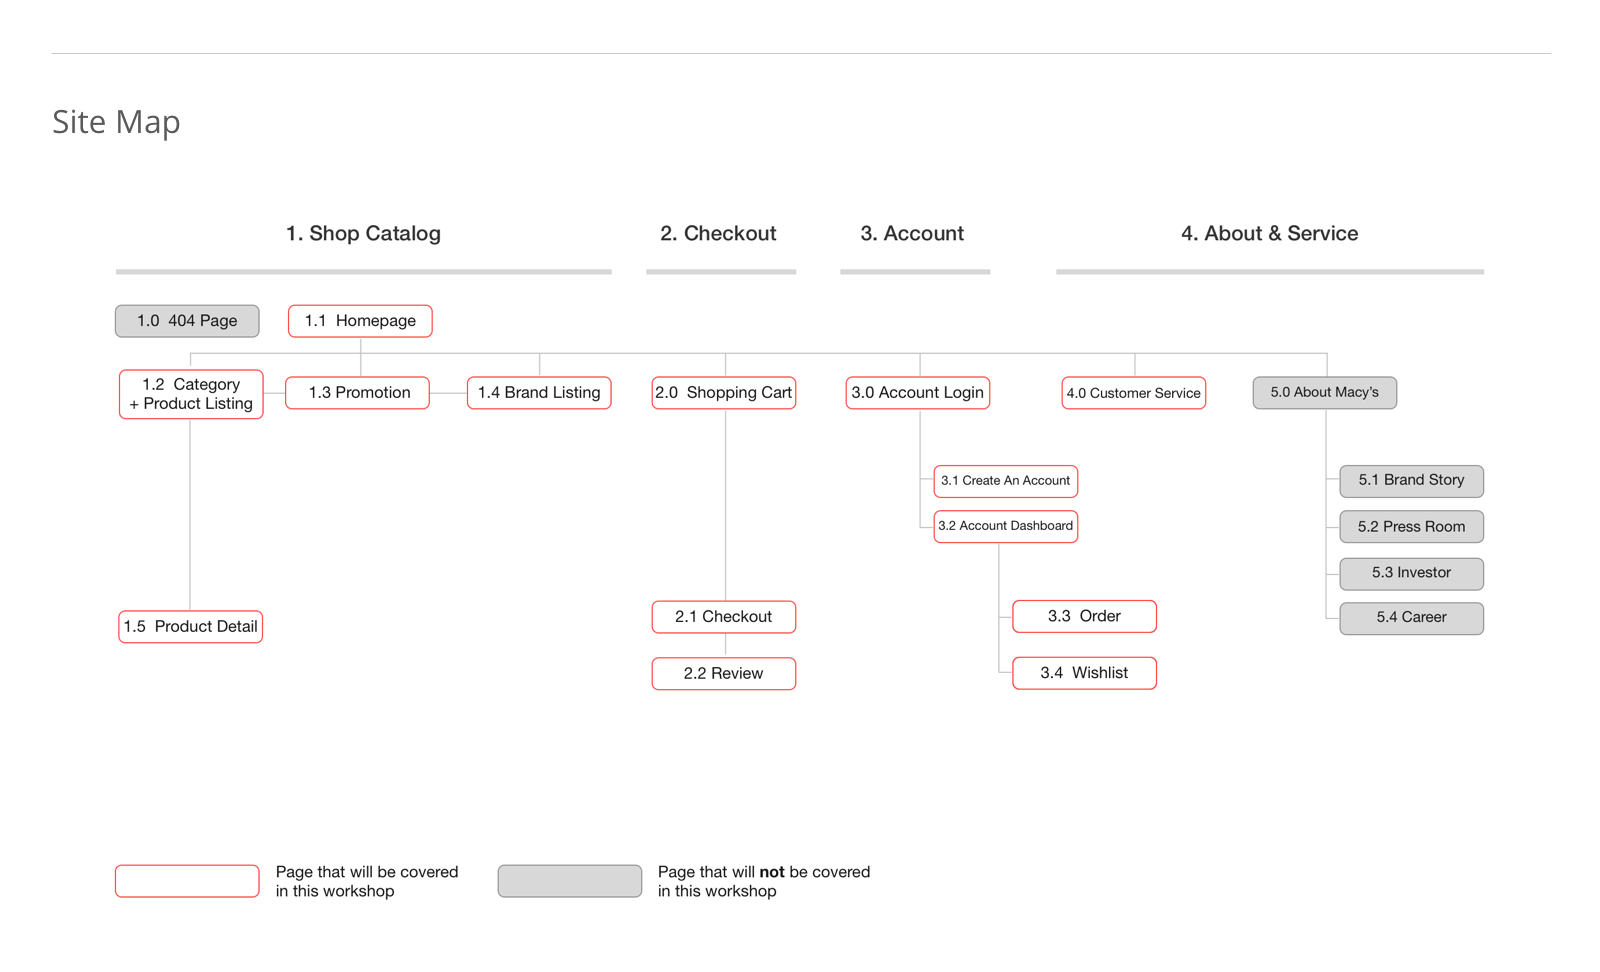 Site Map
1. Shop Catalog
2. Checkout
3. Account
4. About & Service
1.0 404 Page
1.1 Homepage
1.2 Category
+ Product Listing
1.3 Promotion
1.4 Brand Listing
2.0 Shopping Cart
3.0 Account Login
4.0 Customer Service
5.0 About Macy's
3.1 Create An Account
5.1 Brand Story
3.2 Account Dashboard
5.2 Press Room
5.3 Investor
1.5 Product Detail
2.1 Checkout
3.3 Order
5.4 Career
2.2 Review
3.4 Wishlist
Page that will be covered
in this workshop
Page that will not be covered
in this workshop